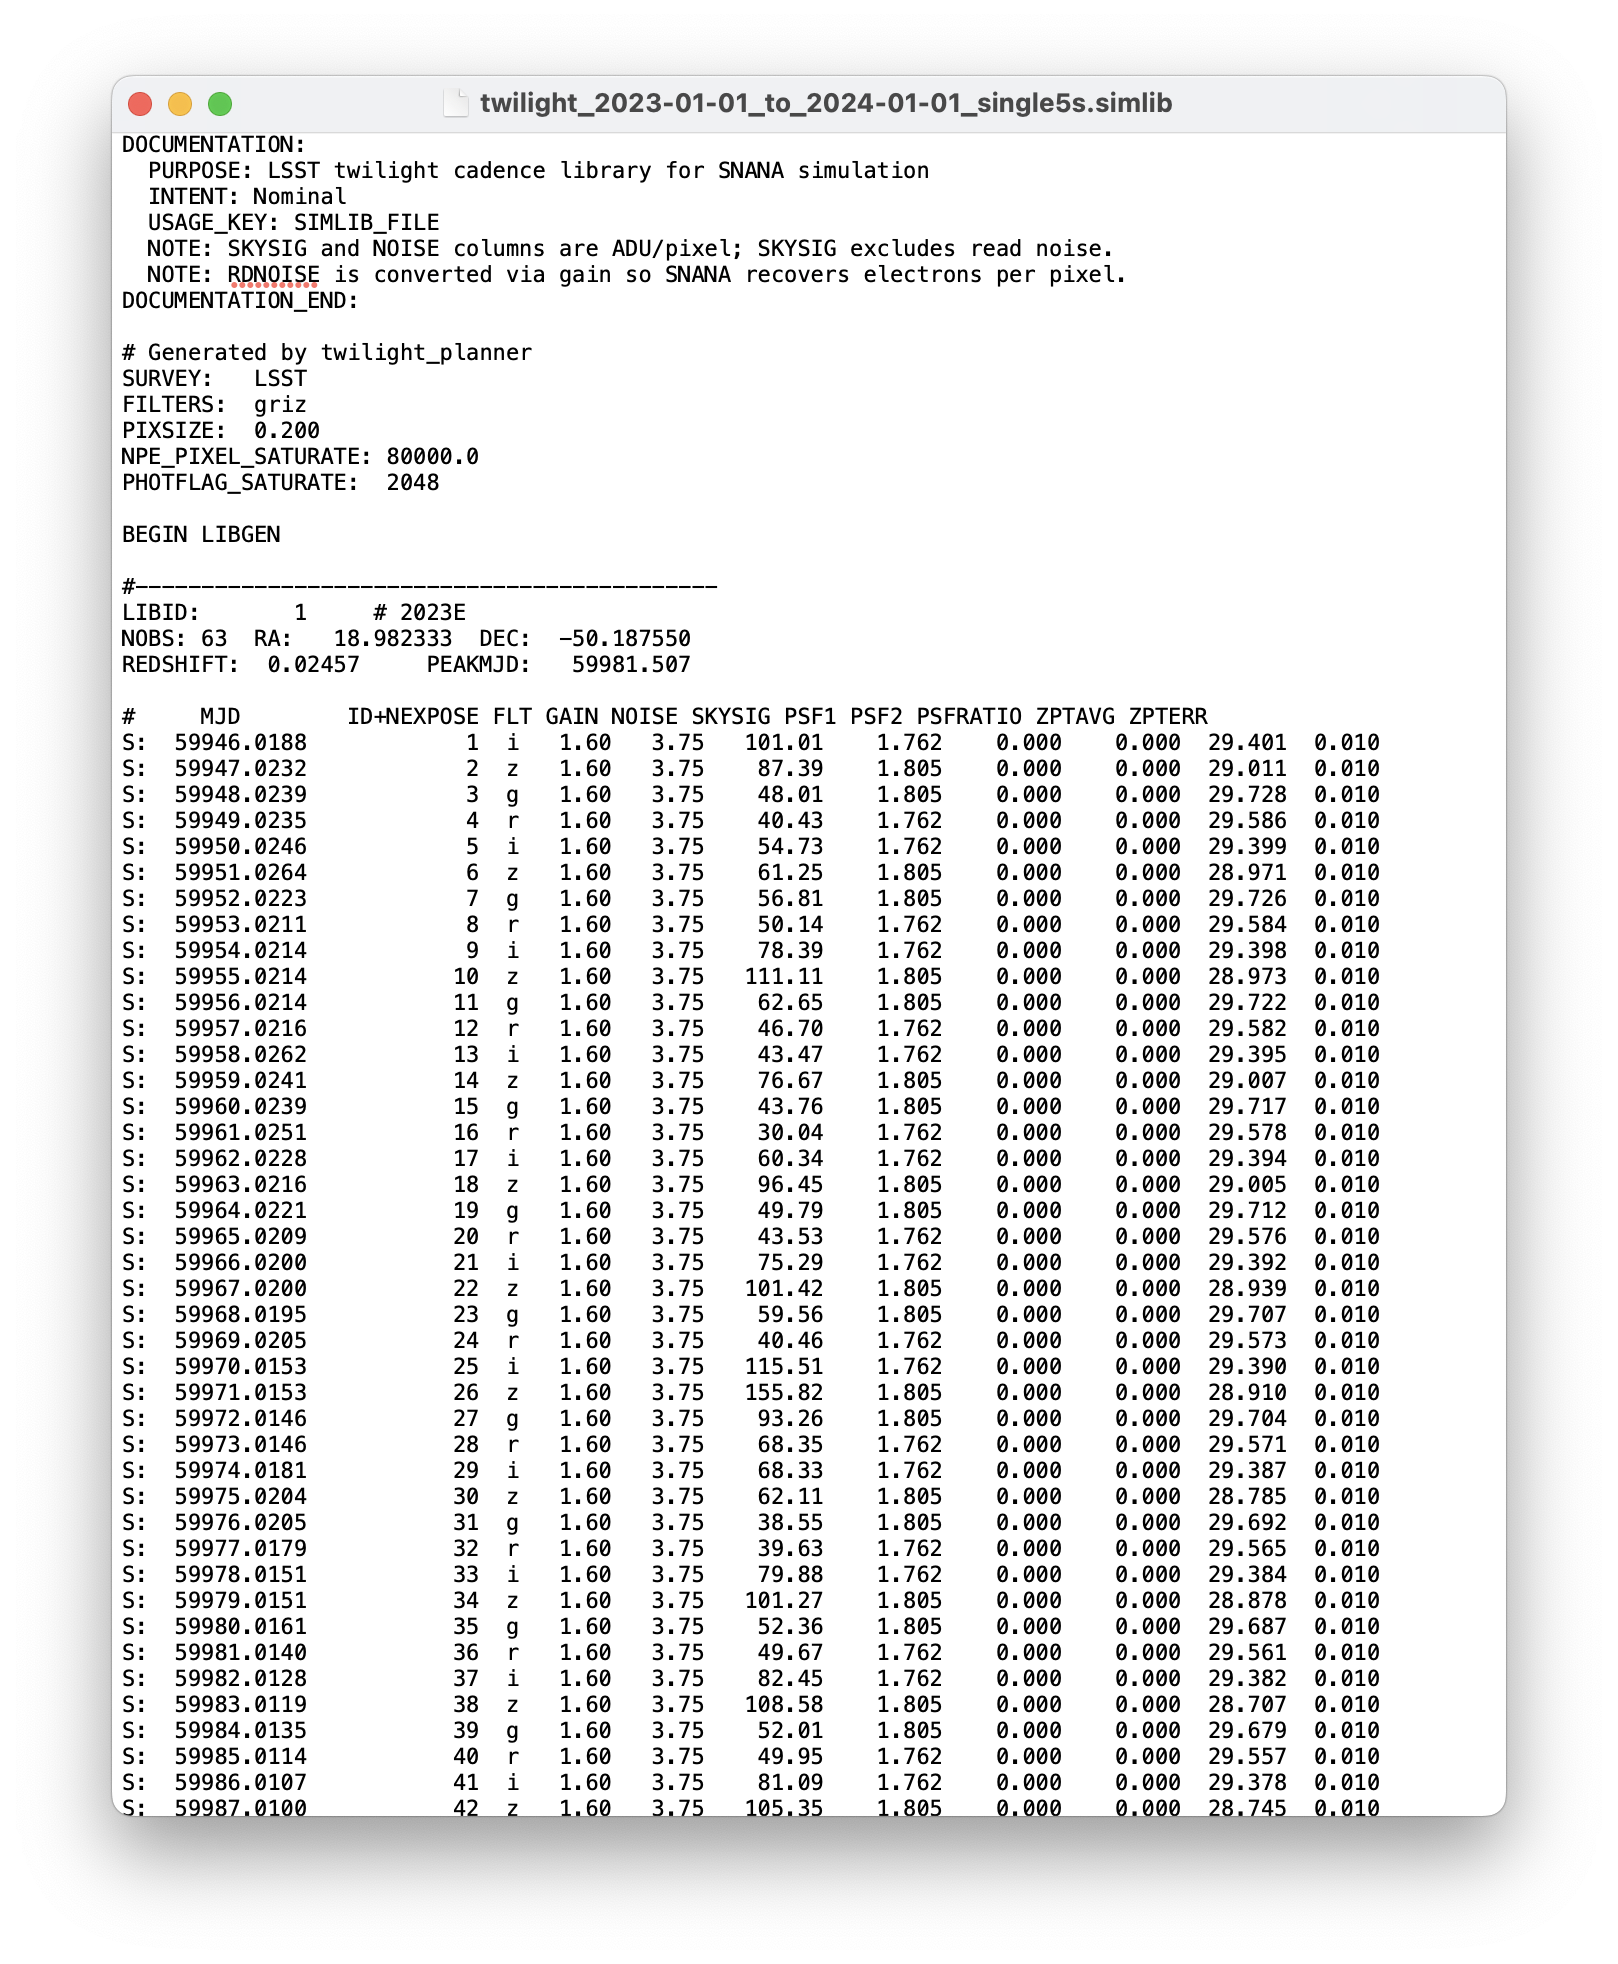 twilight_2023-01-01_to_2024-01-01_single5s.simlib
DOCUMENTATION:
  PURPOSE: LSST twilight cadence library for SNANA simulation
  INTENT: Nominal
  USAGE_KEY: SIMLIB_FILE
  NOTE: SKYSIG and NOISE columns are ADU/pixel; SKYSIG excludes read noise.
  NOTE: RDNOISE is converted via gain so SNANA recovers electrons per pixel.
DOCUMENTATION_END:

# Generated by twilight_planner
SURVEY:   LSST
FILTERS:  griz
PIXSIZE:  0.200
NPE_PIXEL_SATURATE: 80000.0
PHOTFLAG_SATURATE:  2048

BEGIN LIBGEN

#--------------------------------------------
LIBID:       1     # 2023E
NOBS: 63  RA:   18.982333  DEC:  -50.187550
REDSHIFT:  0.02457     PEAKMJD:   59981.507

#     MJD        ID+NEXPOSE FLT GAIN NOISE SKYSIG PSF1 PSF2 PSFRATIO ZPTAVG ZPTERR
S:  59946.0188            1  i   1.60   3.75   101.01    1.762    0.000    0.000  29.401  0.010
S:  59947.0232            2  z   1.60   3.75    87.39    1.805    0.000    0.000  29.011  0.010
S:  59948.0239            3  g   1.60   3.75    48.01    1.805    0.000    0.000  29.728  0.010
S:  59949.0235            4  r   1.60   3.75    40.43    1.762    0.000    0.000  29.586  0.010
S:  59950.0246            5  i   1.60   3.75    54.73    1.762    0.000    0.000  29.399  0.010
S:  59951.0264            6  z   1.60   3.75    61.25    1.805    0.000    0.000  28.971  0.010
S:  59952.0223            7  g   1.60   3.75    56.81    1.805    0.000    0.000  29.726  0.010
S:  59953.0211            8  r   1.60   3.75    50.14    1.762    0.000    0.000  29.584  0.010
S:  59954.0214            9  i   1.60   3.75    78.39    1.762    0.000    0.000  29.398  0.010
S:  59955.0214           10  z   1.60   3.75   111.11    1.805    0.000    0.000  28.973  0.010
S:  59956.0214           11  g   1.60   3.75    62.65    1.805    0.000    0.000  29.722  0.010
S:  59957.0216           12  r   1.60   3.75    46.70    1.762    0.000    0.000  29.582  0.010
S:  59958.0262           13  i   1.60   3.75    43.47    1.762    0.000    0.000  29.395  0.010
S:  59959.0241           14  z   1.60   3.75    76.67    1.805    0.000    0.000  29.007  0.010
S:  59960.0239           15  g   1.60   3.75    43.76    1.805    0.000    0.000  29.717  0.010
S:  59961.0251           16  r   1.60   3.75    30.04    1.762    0.000    0.000  29.578  0.010
S:  59962.0228           17  i   1.60   3.75    60.34    1.762    0.000    0.000  29.394  0.010
S:  59963.0216           18  z   1.60   3.75    96.45    1.805    0.000    0.000  29.005  0.010
S:  59964.0221           19  g   1.60   3.75    49.79    1.805    0.000    0.000  29.712  0.010
S:  59965.0209           20  r   1.60   3.75    43.53    1.762    0.000    0.000  29.576  0.010
S:  59966.0200           21  i   1.60   3.75    75.29    1.762    0.000    0.000  29.392  0.010
S:  59967.0200           22  z   1.60   3.75   101.42    1.805    0.000    0.000  28.939  0.010
S:  59968.0195           23  g   1.60   3.75    59.56    1.805    0.000    0.000  29.707  0.010
S:  59969.0205           24  r   1.60   3.75    40.46    1.762    0.000    0.000  29.573  0.010
S:  59970.0153           25  i   1.60   3.75   115.51    1.762    0.000    0.000  29.390  0.010
S:  59971.0153           26  z   1.60   3.75   155.82    1.805    0.000    0.000  28.910  0.010
S:  59972.0146           27  g   1.60   3.75    93.26    1.805    0.000    0.000  29.704  0.010
S:  59973.0146           28  r   1.60   3.75    68.35    1.762    0.000    0.000  29.571  0.010
S:  59974.0181           29  i   1.60   3.75    68.33    1.762    0.000    0.000  29.387  0.010
S:  59975.0204           30  z   1.60   3.75    62.11    1.805    0.000    0.000  28.785  0.010
S:  59976.0205           31  g   1.60   3.75    38.55    1.805    0.000    0.000  29.692  0.010
S:  59977.0179           32  r   1.60   3.75    39.63    1.762    0.000    0.000  29.565  0.010
S:  59978.0151           33  i   1.60   3.75    79.88    1.762    0.000    0.000  29.384  0.010
S:  59979.0151           34  z   1.60   3.75   101.27    1.805    0.000    0.000  28.878  0.010
S:  59980.0161           35  g   1.60   3.75    52.36    1.805    0.000    0.000  29.687  0.010
S:  59981.0140           36  r   1.60   3.75    49.67    1.762    0.000    0.000  29.561  0.010
S:  59982.0128           37  i   1.60   3.75    82.45    1.762    0.000    0.000  29.382  0.010
S:  59983.0119           38  z   1.60   3.75   108.58    1.805    0.000    0.000  28.707  0.010
S:  59984.0135           39  g   1.60   3.75    52.01    1.805    0.000    0.000  29.679  0.010
S:  59985.0114           40  r   1.60   3.75    49.95    1.762    0.000    0.000  29.557  0.010
S:  59986.0107           41  i   1.60   3.75    81.09    1.762    0.000    0.000  29.378  0.010
S:  59987.0100           42  z   1.60   3.75   105.35    1.805    0.000    0.000  28.745  0.010